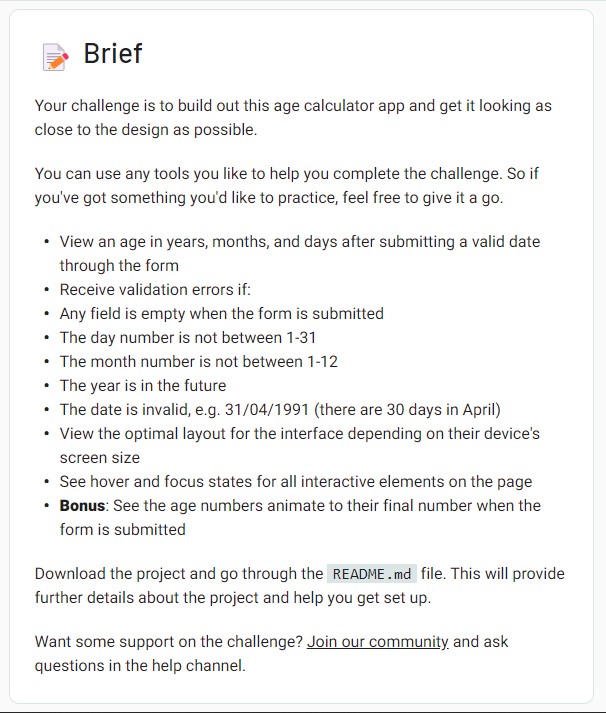 Brief
Your challenge is to build out this age calculator app and get it looking as
close to the design as possible.
You can use any tools you like to help you complete the challenge. So if
you've got something you'd like to practice, feel free to give it a go.
• View an age in years, months, and days after submitting a valid date
through the form
• Receive validation errors if:
• Any field is empty when the form is submitted
• The day number is not between 1-31
• The month number is not between 1-12
• The year is in the future
• The date is invalid, e.g. 31/04/1991 (there are 30 days in April)
• View the optimal layout for the interface depending on their device's
screen size
• See hover and focus states for all interactive elements on the page
• Bonus: See the age numbers animate to their final number when the
form is submitted
Download the project and go through the README.md file. This will provide
further details about the project and help you get set up.
Want some support on the challenge? Join our community and ask
questions in the help channel.